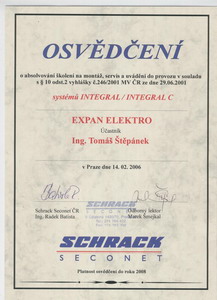 OSVĚDČENÍ
o absolvování školení na montáž, servis a uvádění do provozu v souladu
s § 10 odst.2 vyhlášky č.246/2001 MV ČR ze dne 29.06.2001
systémů INTEGRAL / INTEGRAL C
EXPAN ELEKTRO
Účastník
Ing. Tomáš Štěpánek
v Praze dne 14. 02. 2006
Schrack Seconet ČR
Ing. Radek Batista
Odborný lektor
Marek Smejkal
SCHRACK
SECONET
Platnost osvědčení do roku 2008